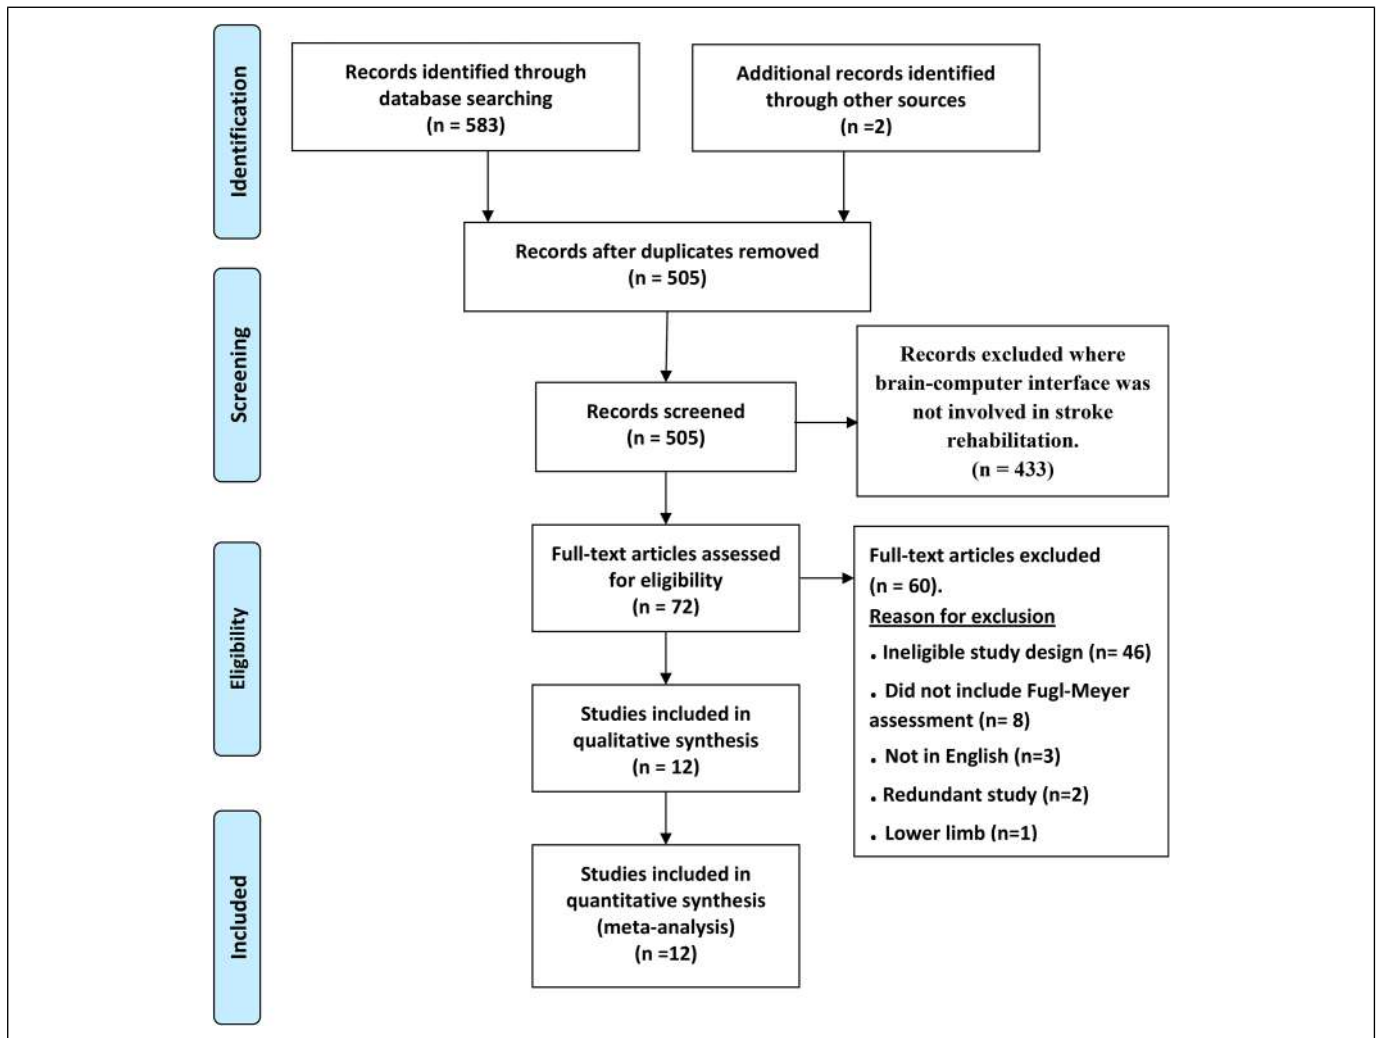 Identification
Records identified through
database searching
(n = 583)
Additional records identified
through other sources
(n =2)
Records after duplicates removed
(n = 505)
Screening
Records screened
(n = 505)
Records excluded where
brain-computer interface was
not involved in stroke
rehabilitation.
(n = 433)
Eligibility
Full-text articles assessed
for eligibility
(n = 72)
Full-text articles excluded
(n = 60).
Reason for exclusion
. Ineligible study design (n= 46)
. Did not include Fugl-Meyer
assessment (n= 8)
. Not in English (n=3)
. Redundant study (n=2)
. Lower limb (n=1)
Studies included in
qualitative synthesis
(n = 12)
Included
Studies included in
quantitative synthesis
(meta-analysis)
(n =12)